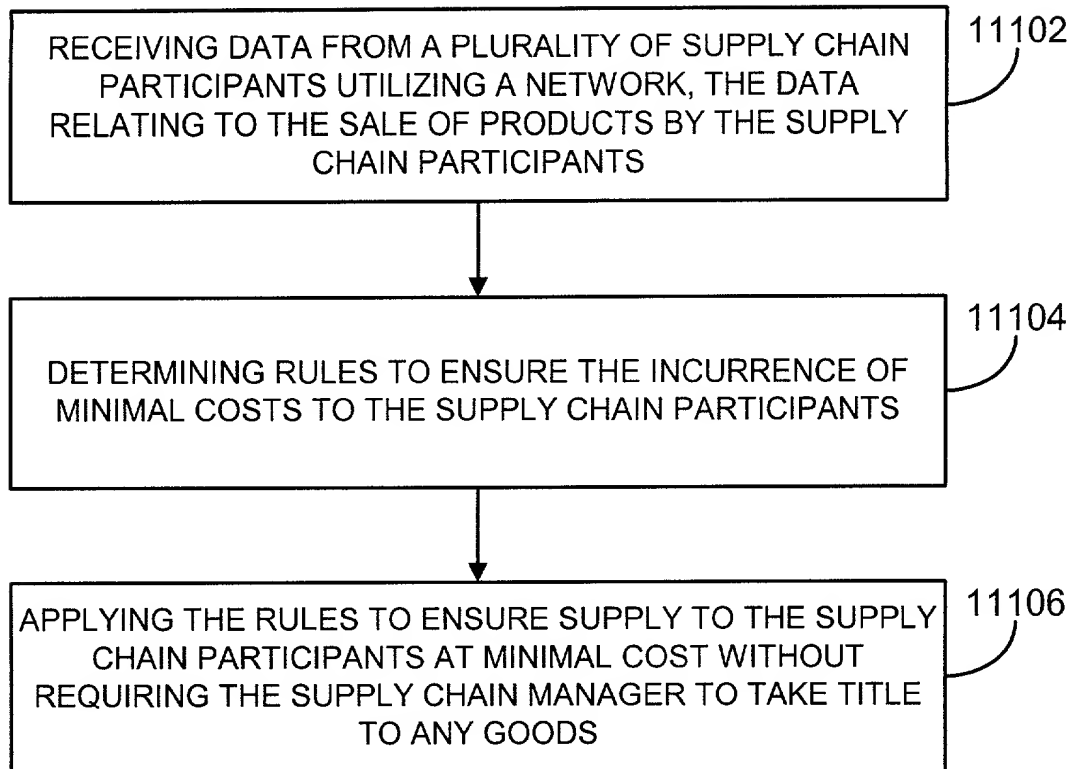 RECEIVING DATA FROM A PLURALITY OF SUPPLY CHAIN
PARTICIPANTS UTILIZING A NETWORK, THE DATA
RELATING TO THE SALE OF PRODUCTS BY THE SUPPLY
CHAIN PARTICIPANTS
11102
DETERMINING RULES TO ENSURE THE INCURRENCE OF
MINIMAL COSTS TO THE SUPPLY CHAIN PARTICIPANTS
11104
APPLYING THE RULES TO ENSURE SUPPLY TO THE SUPPLY
CHAIN PARTICIPANTS AT MINIMAL COST WITHOUT
REQUIRING THE SUPPLY CHAIN MANAGER TO TAKE TITLE
TO ANY GOODS
11106